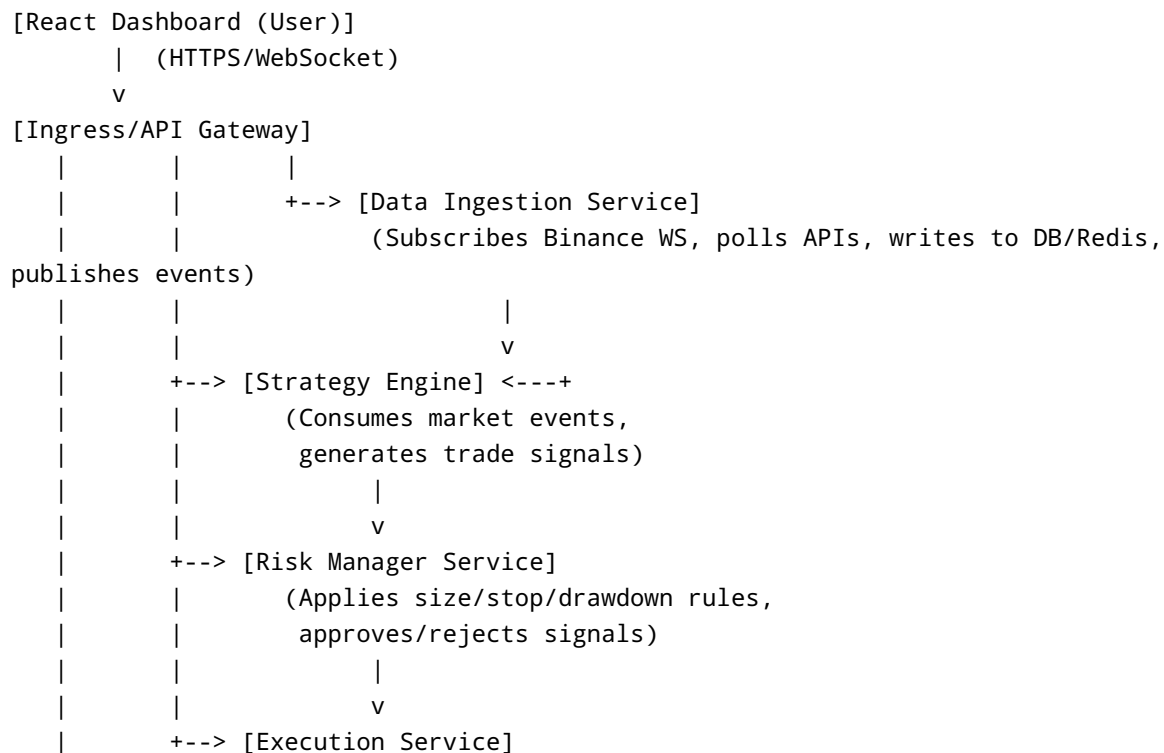 [React Dashboard (User)]
       |  (HTTPS/WebSocket)
       v
[Ingress/API Gateway]
   |       |       |
   |       |       +--> [Data Ingestion Service]
   |       |             (Subscribes Binance WS, polls APIs, writes to DB/Redis,
publishes events)
   |       |                     |
   |       |                     v
   |       +--> [Strategy Engine] <---+
   |       |       (Consumes market events,
   |       |        generates trade signals)
   |       |             |
   |       |             v
   |       +--> [Risk Manager Service]
   |       |       (Applies size/stop/drawdown rules,
   |       |        approves/rejects signals)
   |       |             |
   |       |             v
   |       +--> [Execution Service]